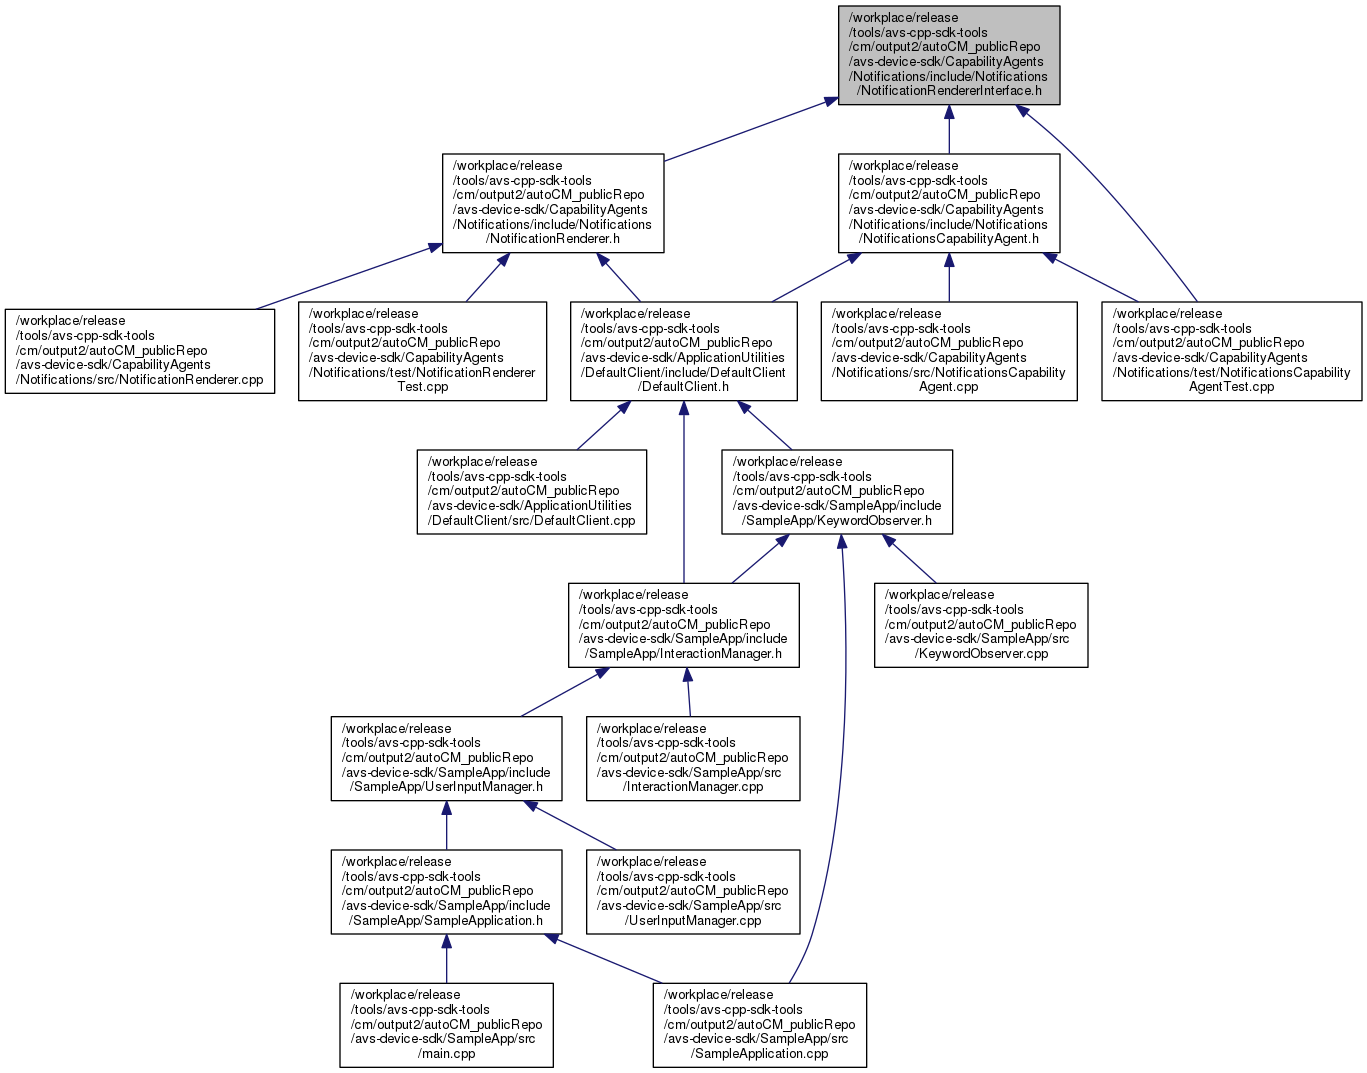 /workplace/release
/tools/avs-cpp-sdk-tools
/cm/output2/autoCM_publicRepo
/avs-device-sdk/CapabilityAgents
/Notifications/include/Notifications
/NotificationRendererInterface.h
/workplace/release
/tools/avs-cpp-sdk-tools
/cm/output2/autoCM_publicRepo
/avs-device-sdk/CapabilityAgents
/Notifications/include/Notifications
/NotificationRenderer.h
/workplace/release
/tools/avs-cpp-sdk-tools
/cm/output2/autoCM_publicRepo
/avs-device-sdk/CapabilityAgents
/Notifications/include/Notifications
/NotificationsCapabilityAgent.h
/workplace/release
/tools/avs-cpp-sdk-tools
/cm/output2/autoCM_publicRepo
/avs-device-sdk/CapabilityAgents
/Notifications/src/NotificationRenderer.cpp
/workplace/release
/tools/avs-cpp-sdk-tools
/cm/output2/autoCM_publicRepo
/avs-device-sdk/CapabilityAgents
/Notifications/test/NotificationRenderer
Test.cpp
/workplace/release
/tools/avs-cpp-sdk-tools
/cm/output2/autoCM_publicRepo
/avs-device-sdk/ApplicationUtilities
/DefaultClient/include/DefaultClient
/DefaultClient.h
/workplace/release
/tools/avs-cpp-sdk-tools
/cm/output2/autoCM_publicRepo
/avs-device-sdk/CapabilityAgents
/Notifications/src/NotificationsCapability
Agent.cpp
/workplace/release
/tools/avs-cpp-sdk-tools
/cm/output2/autoCM_publicRepo
/avs-device-sdk/CapabilityAgents
/Notifications/test/NotificationsCapability
AgentTest.cpp
/workplace/release
/tools/avs-cpp-sdk-tools
/cm/output2/autoCM_publicRepo
/avs-device-sdk/ApplicationUtilities
/DefaultClient/src/DefaultClient.cpp
/workplace/release
/tools/avs-cpp-sdk-tools
/cm/output2/autoCM_publicRepo
/avs-device-sdk/SampleApp/include
/SampleApp/KeywordObserver.h
/workplace/release
/tools/avs-cpp-sdk-tools
/cm/output2/autoCM_publicRepo
/avs-device-sdk/SampleApp/include
/SampleApp/InteractionManager.h
/workplace/release
/tools/avs-cpp-sdk-tools
/cm/output2/autoCM_publicRepo
/avs-device-sdk/SampleApp/src
/KeywordObserver.cpp
/workplace/release
/tools/avs-cpp-sdk-tools
/cm/output2/autoCM_publicRepo
/avs-device-sdk/SampleApp/include
/SampleApp/UserInputManager.h
/workplace/release
/tools/avs-cpp-sdk-tools
/cm/output2/autoCM_publicRepo
/avs-device-sdk/SampleApp/src
/InteractionManager.cpp
/workplace/release
/tools/avs-cpp-sdk-tools
/cm/output2/autoCM_publicRepo
/avs-device-sdk/SampleApp/include
/SampleApp/SampleApplication.h
/workplace/release
/tools/avs-cpp-sdk-tools
/cm/output2/autoCM_publicRepo
/avs-device-sdk/SampleApp/src
/UserInputManager.cpp
/workplace/release
/tools/avs-cpp-sdk-tools
/cm/output2/autoCM_publicRepo
/avs-device-sdk/SampleApp/src
/main.cpp
/workplace/release
/tools/avs-cpp-sdk-tools
/cm/output2/autoCM_publicRepo
/avs-device-sdk/SampleApp/src
/SampleApplication.cpp